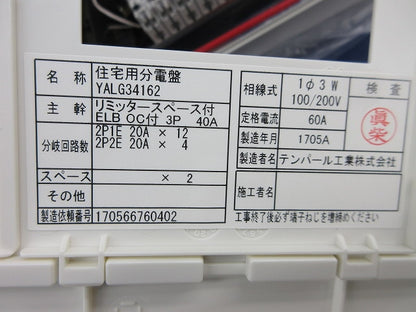 名 称 住宅用分電盤
YALG34162
主 幹 リミッタースペース付
ELB OC付 3P 40A
分岐回路数 2P1E 20A × 12
2P2E 20A × 4
スペース × 2
その他
製造依頼番号 170566760402
相線式 1φ3W
100/200V
定格電流 60A
製造年月 1705A
製造者名 テンパール工業株式会社
施工者名
検 査
眞柴
工事終了後必ず端子ねじを増締めください